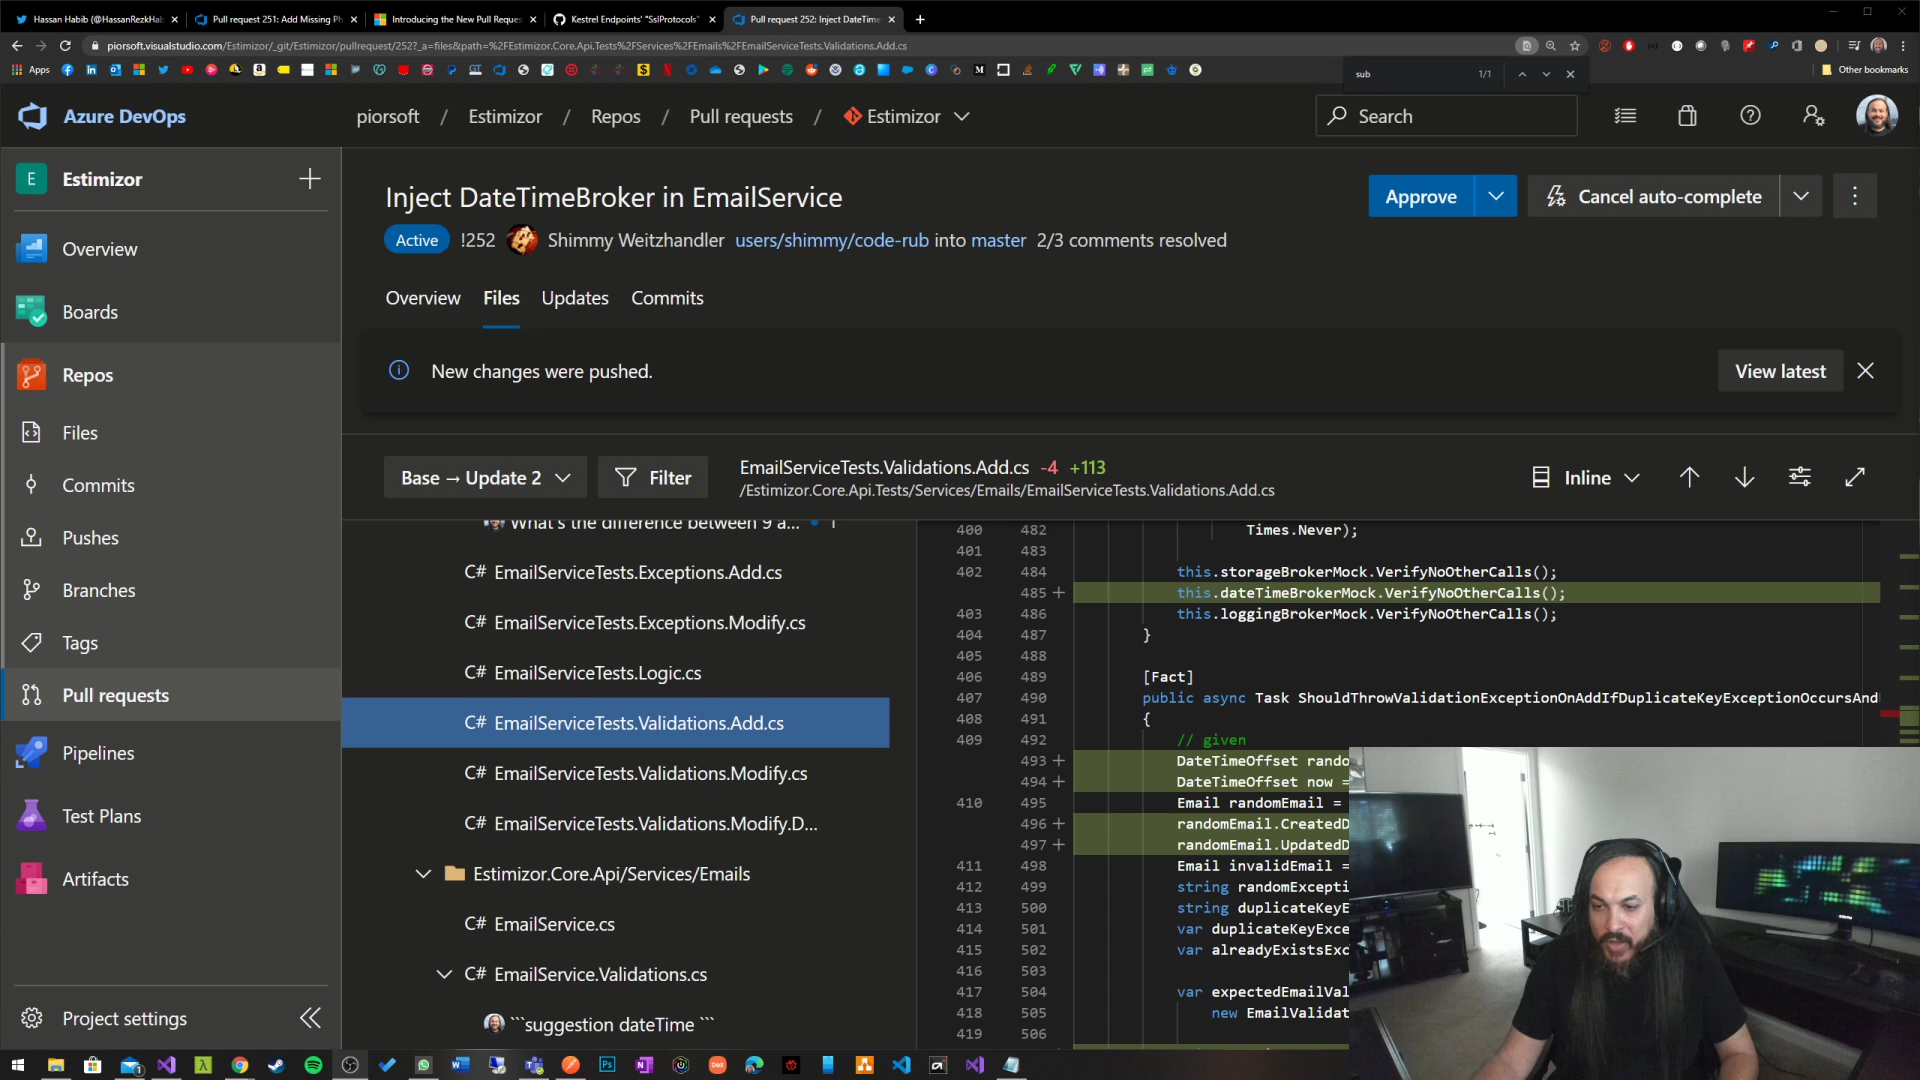 Hassan Habib (@HassanRezkHab
Pull request 251: Add Missing Ph
Introducing the New Pull Reques
Kestrel Endpoints' "SslProtocols"
Pull request 252: Inject DateTime
piorsoft.visualstudio.com/Estimizor/_git/Estimizor/pullrequest/252?_a=files&path=%2FEstimizor.Core.Api.Tests%2FServices%2FEmails%2FEmailServiceTests.Validations.Add.cs
Apps
Other bookmarks
sub
1/1
Azure DevOps
piorsoft / Estimizor / Repos / Pull requests / Estimizor
Search
E
Estimizor
Overview
Boards
Repos
Files
Commits
Pushes
Branches
Tags
Pull requests
Pipelines
Test Plans
Artifacts
Project settings
Inject DateTimeBroker in EmailService
Approve
Cancel auto-complete
Active !252 Shimmy Weitzhandler users/shimmy/code-rub into master 2/3 comments resolved
Overview Files Updates Commits
New changes were pushed.
View latest
Base → Update 2
Filter
EmailServiceTests.Validations.Add.cs -4 +113
/Estimizor.Core.Api.Tests/Services/Emails/EmailServiceTests.Validations.Add.cs
Inline
What's the difference between 9 a... 1
C# EmailServiceTests.Exceptions.Add.cs
C# EmailServiceTests.Exceptions.Modify.cs
C# EmailServiceTests.Logic.cs
C# EmailServiceTests.Validations.Add.cs
C# EmailServiceTests.Validations.Modify.cs
C# EmailServiceTests.Validations.Modify.D...
Estimizor.Core.Api/Services/Emails
C# EmailService.cs
C# EmailService.Validations.cs
```suggestion dateTime ```
400 482 Times.Never);
401 483
402 484 this.storageBrokerMock.VerifyNoOtherCalls();
485 + this.dateTimeBrokerMock.VerifyNoOtherCalls();
403 486 this.loggingBrokerMock.VerifyNoOtherCalls();
404 487 }
405 488
406 489 [Fact]
407 490 public async Task ShouldThrowValidationExceptionOnAddIfDuplicateKeyExceptionOccursAnd
408 491 {
409 492 // given
493 + DateTimeOffset rando
494 + DateTimeOffset now =
410 495 Email randomEmail =
496 + randomEmail.CreatedD
497 + randomEmail.UpdatedD
411 498 Email invalidEmail =
412 499 string randomExcepti
413 500 string duplicateKeyE
414 501 var duplicateKeyExce
415 502 var alreadyExistsExc
416 503
417 504 var expectedEmailVal
418 505 new EmailValidat
419 506